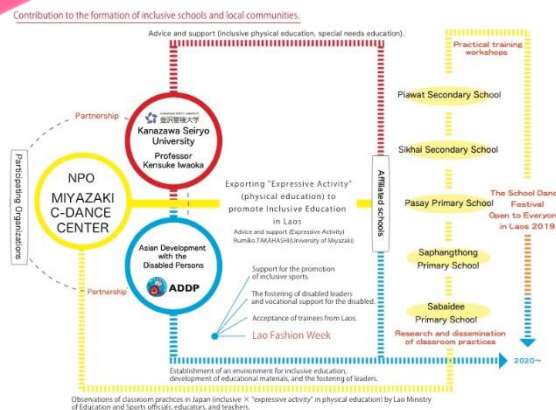 Contribution to the formation of inclusive schools and local communities.
Advice and support (inclusive physical education, special needs education).
Practical training
workshops
Partnership
金沢星稜大学
Kanazawa Seiryo
University
Professor
Kensuke Iwaoka
Participating Organizations
NPO
MIYAZAKI
C-DANCE
CENTER
Exporting "Expressive Activity"
(physical education) to
promote Inclusive Education
in Laos
Advice and support (Expressive Activity)
Rumiko.TAKAHASHI(University of Miyazaki)
Affiliated schools
Piawat Secondary School
Sikhai Secondary School
Pasay Primary School
Saphangthong
Primary School
Sabaidee
Primary School
The School Dance
Festival
Open to Everyone
in Laos 2019
Asian Development
with the
Disabled Persons
ADDP
Partnership
Support for the promotion
of inclusive sports.
The fostering of disabled leaders
and vocational support for the disabled.
Acceptance of trainees from Laos.
Lao Fashion Week
Research and dissemination
of classroom practices
2020~
Establishment of an environment for inclusive education,
development of educational materials, and the fostering of leaders.
Observations of classroom practices in Japan (inclusive × "expressive activity" in physical education) by Lao Ministry
of Education and Sports officials, educators, and teachers.